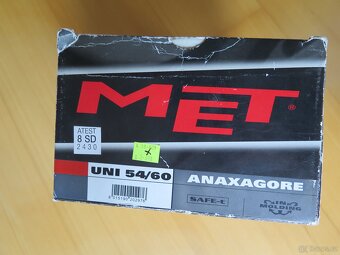 MET®
ATEST
8 SD
2430
UNI 54/60
ANAXAGORE
SAFE-t
IN
MOLDING